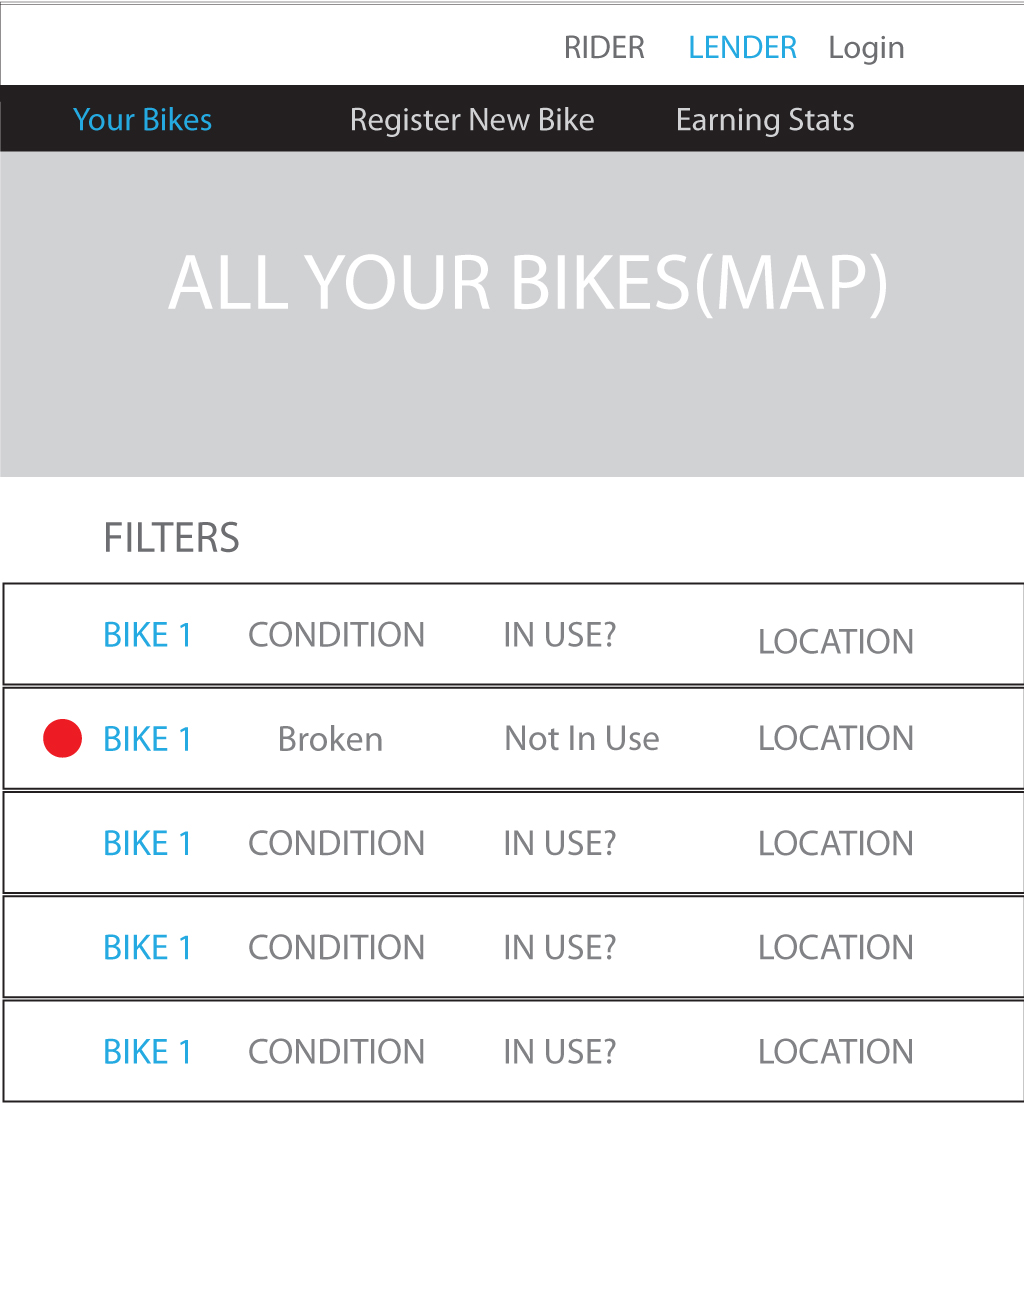 RIDER LENDER Login
Your Bikes Register New Bike Earning Stats
ALL YOUR BIKES(MAP)
FILTERS
BIKE 1 CONDITION IN USE? LOCATION
BIKE 1 Broken Not In Use LOCATION
BIKE 1 CONDITION IN USE? LOCATION
BIKE 1 CONDITION IN USE? LOCATION
BIKE 1 CONDITION IN USE? LOCATION